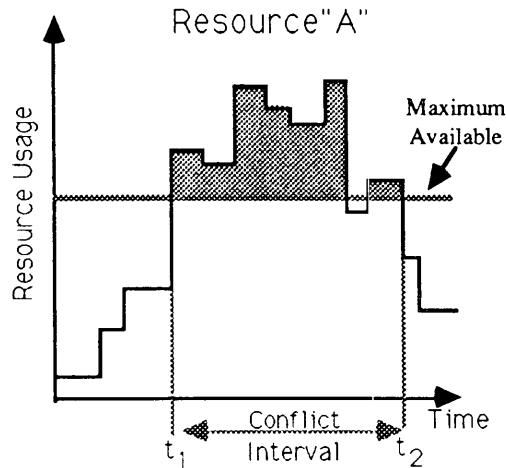 Resource"A"
Resource Usage
Maximum
Available
Time
Conflict
Interval
t1
t2